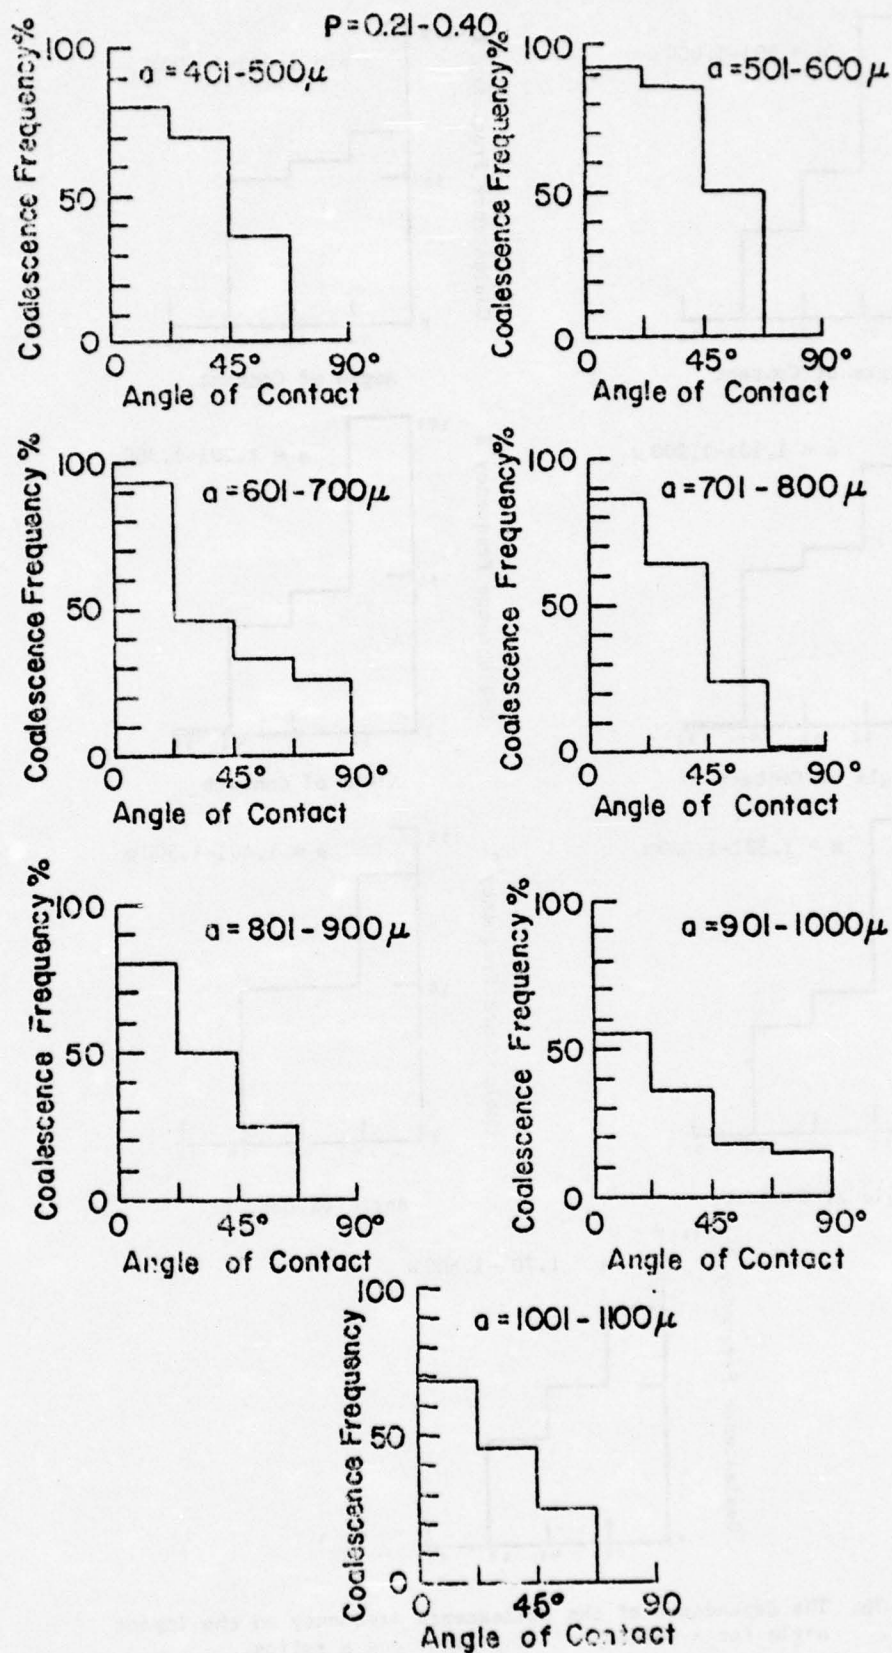 P=0.21-0.40
Coalescence Frequency %
100
50
0
a=401-500μ
0 45° 90°
Angle of Contact
Coalescence Frequency %
100
50
0
a=501-600μ
0 45° 90°
Angle of Contact
Coalescence Frequency %
100
50
0
a=601-700μ
0 45° 90°
Angle of Contact
Coalescence Frequency %
100
50
0
a=701-800μ
0 45° 90°
Angle of Contact
Coalescence Frequency %
100
50
0
a=801-900μ
0 45° 90°
Angle of Contact
Coalescence Frequency %
100
50
0
a=901-1000μ
0 45° 90°
Angle of Contact
Coalescence Frequency
100
50
0
a=1001-1100μ
0 45° 90
Angle of Contact